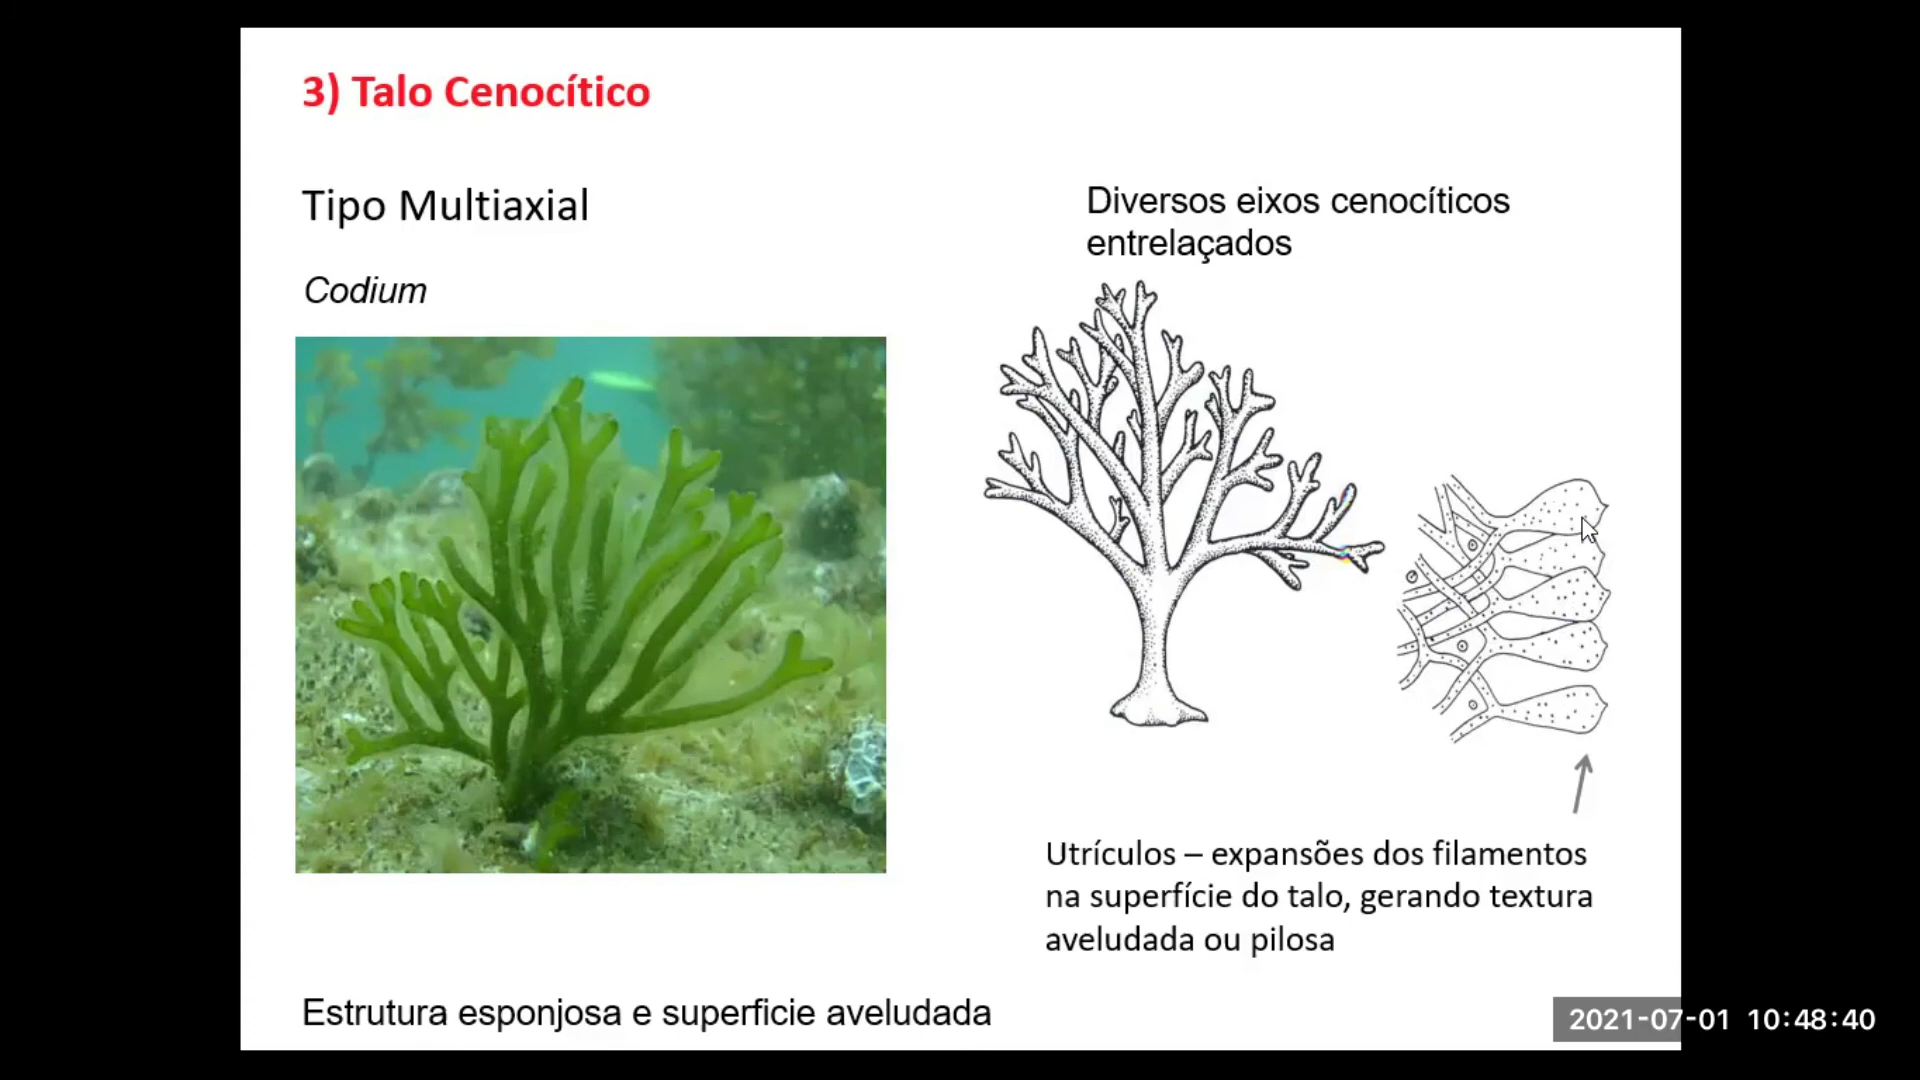 3) Talo Cenocítico
Tipo Multiaxial
Codium
Diversos eixos cenocíticos
entrelaçados
Utrículos – expansões dos filamentos
na superfície do talo, gerando textura
aveludada ou pilosa
Estrutura esponjosa e superficie aveludada
2021-07-01 10:48:40